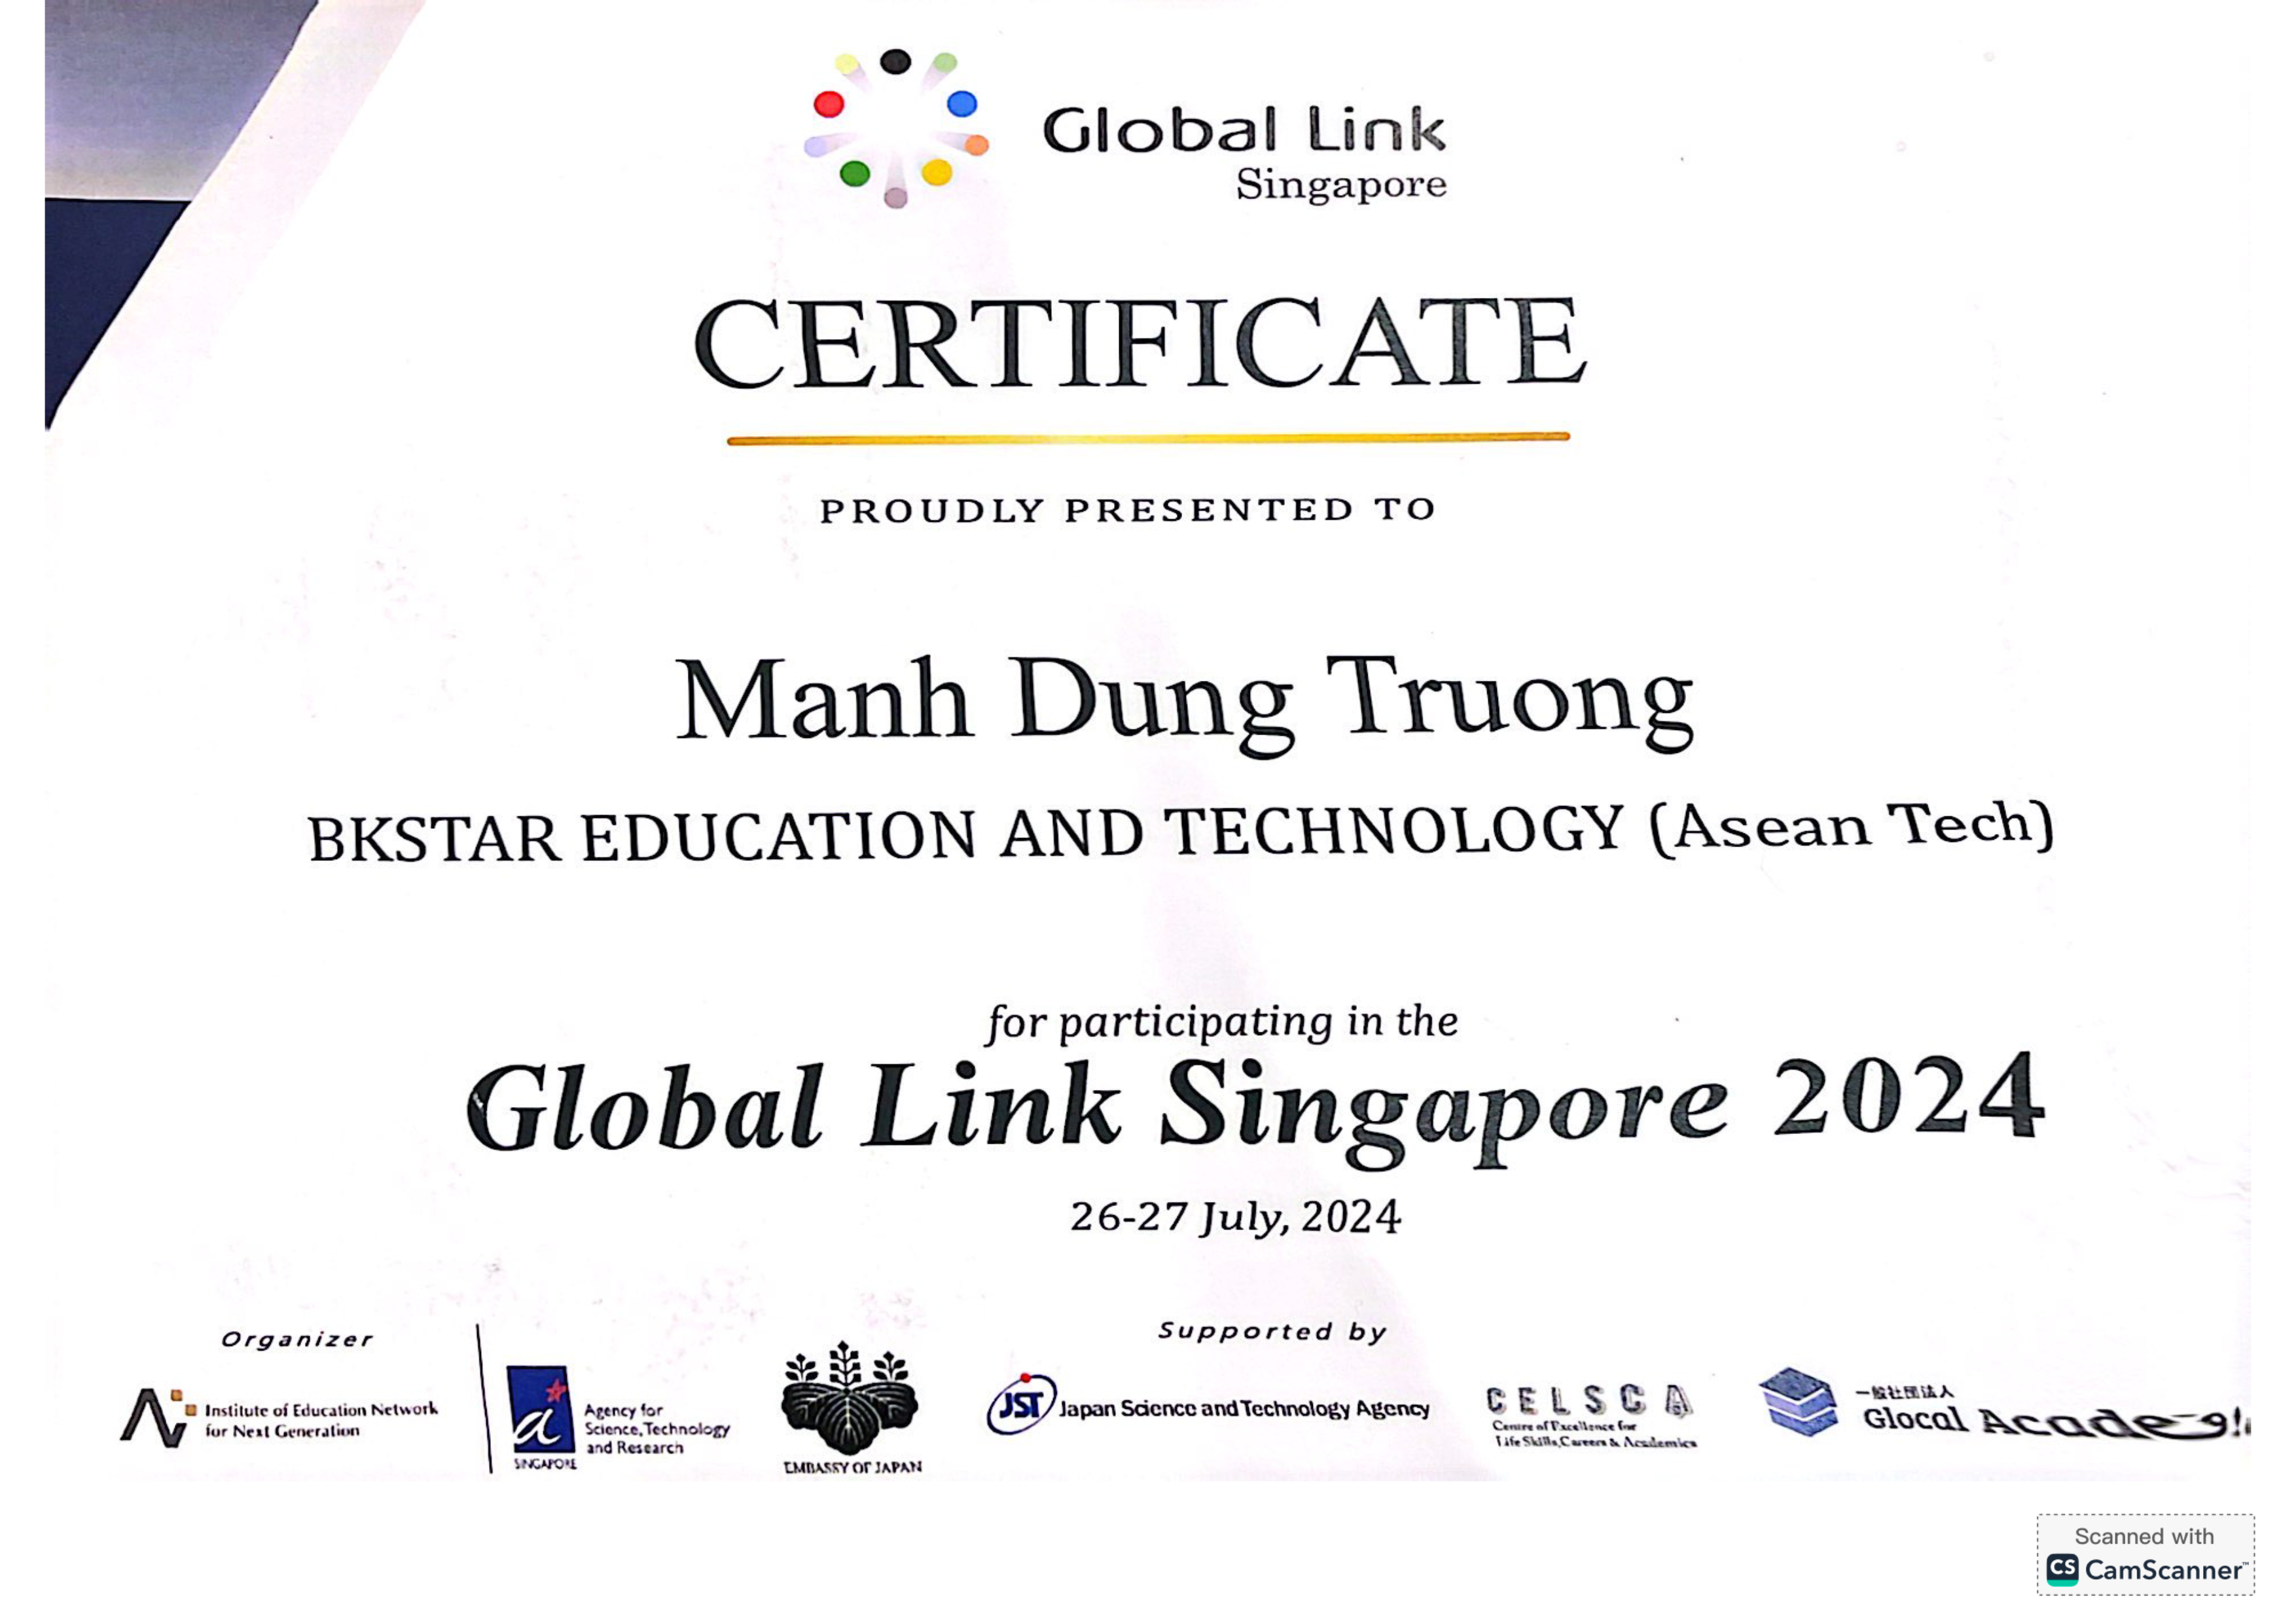 Global Link
Singapore
CERTIFICATE
PROUDLY PRESENTED TO
Manh Dung Truong
BKSTAR EDUCATION AND TECHNOLOGY (Asean Tech)
for participating in the
Global Link Singapore 2024
26-27 July, 2024
Organizer
Institute of Education Network
for Next Generation
Supported by
a
SINGAPORE
Agency for
Science, Technology
and Research
EMBASSY OF JAPAN
JST Japan Science and Technology Agency
CELSCA
Centre of Excellence for
Life Skills, Careers & Academics
一般社団法人
Glocal
Scanned with
CS CamScanner™